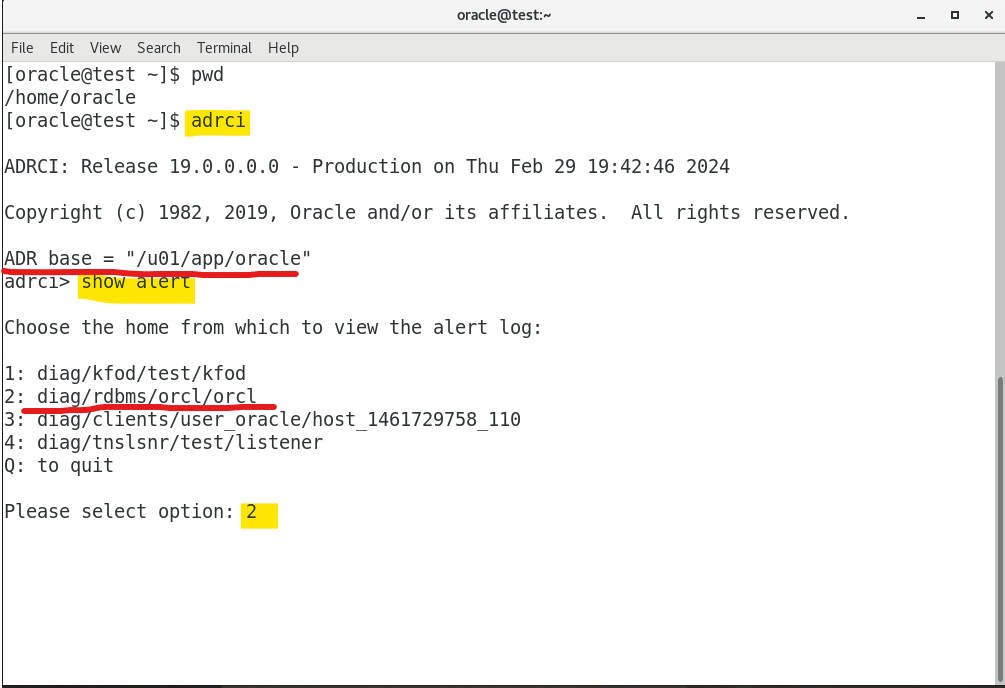 oracle@test:~
File Edit View Search Terminal Help
[oracle@test ~]$ pwd
/home/oracle
[oracle@test ~]$ adrci
ADRCI: Release 19.0.0.0.0 - Production on Thu Feb 29 19:42:46 2024
Copyright (c) 1982, 2019, Oracle and/or its affiliates.  All rights reserved.
ADR base = "/u01/app/oracle"
adrci> show alert
Choose the home from which to view the alert log:
1: diag/kfod/test/kfod
2: diag/rdbms/orcl/orcl
3: diag/clients/user_oracle/host_1461729758_110
4: diag/tnslsnr/test/listener
Q: to quit
Please select option: 2